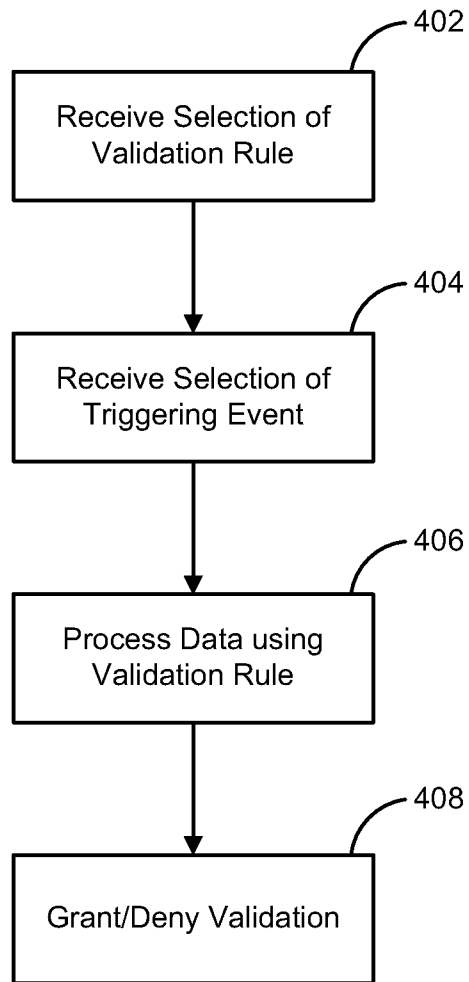 402
Receive Selection of
Validation Rule
404
Receive Selection of
Triggering Event
406
Process Data using
Validation Rule
408
Grant/Deny Validation